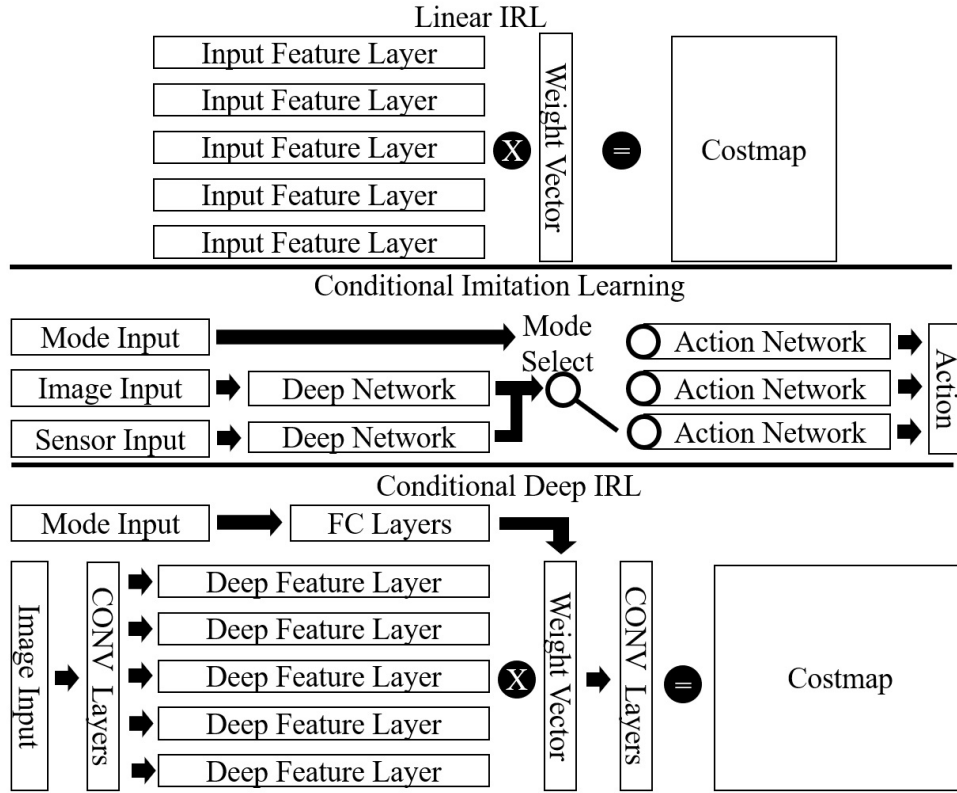 Linear IRL
Input Feature Layer
Input Feature Layer
Input Feature Layer
Input Feature Layer
Input Feature Layer
X
Weight Vector
=
Costmap
Conditional Imitation Learning
Mode Input
Image Input
Sensor Input
Deep Network
Deep Network
Mode
Select
Action Network
Action Network
Action Network
Action
Conditional Deep IRL
Mode Input
FC Layers
Image Input
CONV Layers
Deep Feature Layer
Deep Feature Layer
Deep Feature Layer
Deep Feature Layer
Deep Feature Layer
X
Weight Vector
CONV Layers
=
Costmap